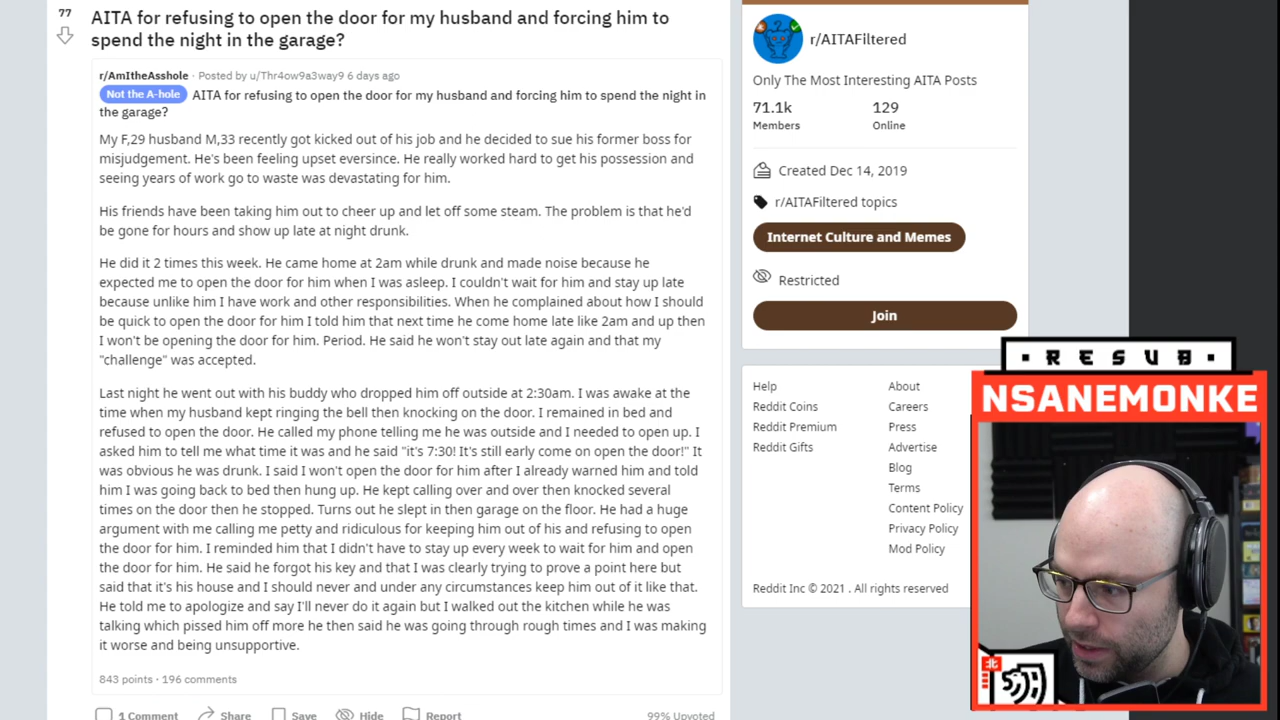 77
AITA for refusing to open the door for my husband and forcing him to
spend the night in the garage?
r/AmItheAsshole · Posted by u/Thr4ow9a3way9 6 days ago
Not the A-hole AITA for refusing to open the door for my husband and forcing him to spend the night in
the garage?
My F,29 husband M,33 recently got kicked out of his job and he decided to sue his former boss for
misjudgement. He's been feeling upset eversince. He really worked hard to get his possession and
seeing years of work go to waste was devastating for him.
His friends have been taking him out to cheer up and let off some steam. The problem is that he'd
be gone for hours and show up late at night drunk.
He did it 2 times this week. He came home at 2am while drunk and made noise because he
expected me to open the door for him when I was asleep. I couldn't wait for him and stay up late
because unlike him I have work and other responsibilities. When he complained about how I should
be quick to open the door for him I told him that next time he come home late like 2am and up then
I won't be opening the door for him. Period. He said he won't stay out late again and that my
"challenge" was accepted.
Last night he went out with his buddy who dropped him off outside at 2:30am. I was awake at the
time when my husband kept ringing the bell then knocking on the door. I remained in bed and
refused to open the door. He called my phone telling me he was outside and I needed to open up. I
asked him to tell me what time it was and he said "it's 7:30! It's still early come on open the door!" It
was obvious he was drunk. I said I won't open the door for him after I already warned him and told
him I was going back to bed then hung up. He kept calling over and over then knocked several
times on the door then he stopped. Turns out he slept in then garage on the floor. He had a huge
argument with me calling me petty and ridiculous for keeping him out of his and refusing to open
the door for him. I reminded him that I didn't have to stay up every week to wait for him and open
the door for him. He said he forgot his key and that I was clearly trying to prove a point here but
said that it's his house and I should never and under any circumstances keep him out of it like that.
He told me to apologize and say I'll never do it again but I walked out the kitchen while he was
talking which pissed him off more he then said he was going through rough times and I was making
it worse and being unsupportive.
843 points · 196 comments
1 Comment Share Save Hide Report 99% Upvoted
r/AITAFiltered
Only The Most Interesting AITA Posts
71.1k 129
Members Online
Created Dec 14, 2019
r/AITAFiltered topics
Internet Culture and Memes
Restricted
Join
Help About
Reddit Coins Careers
Reddit Premium Press
Reddit Gifts Advertise
Blog
Terms
Content Policy
Privacy Policy
Mod Policy
Reddit Inc © 2021 . All rights reserved
· RESUB ·
NSANEMONKE